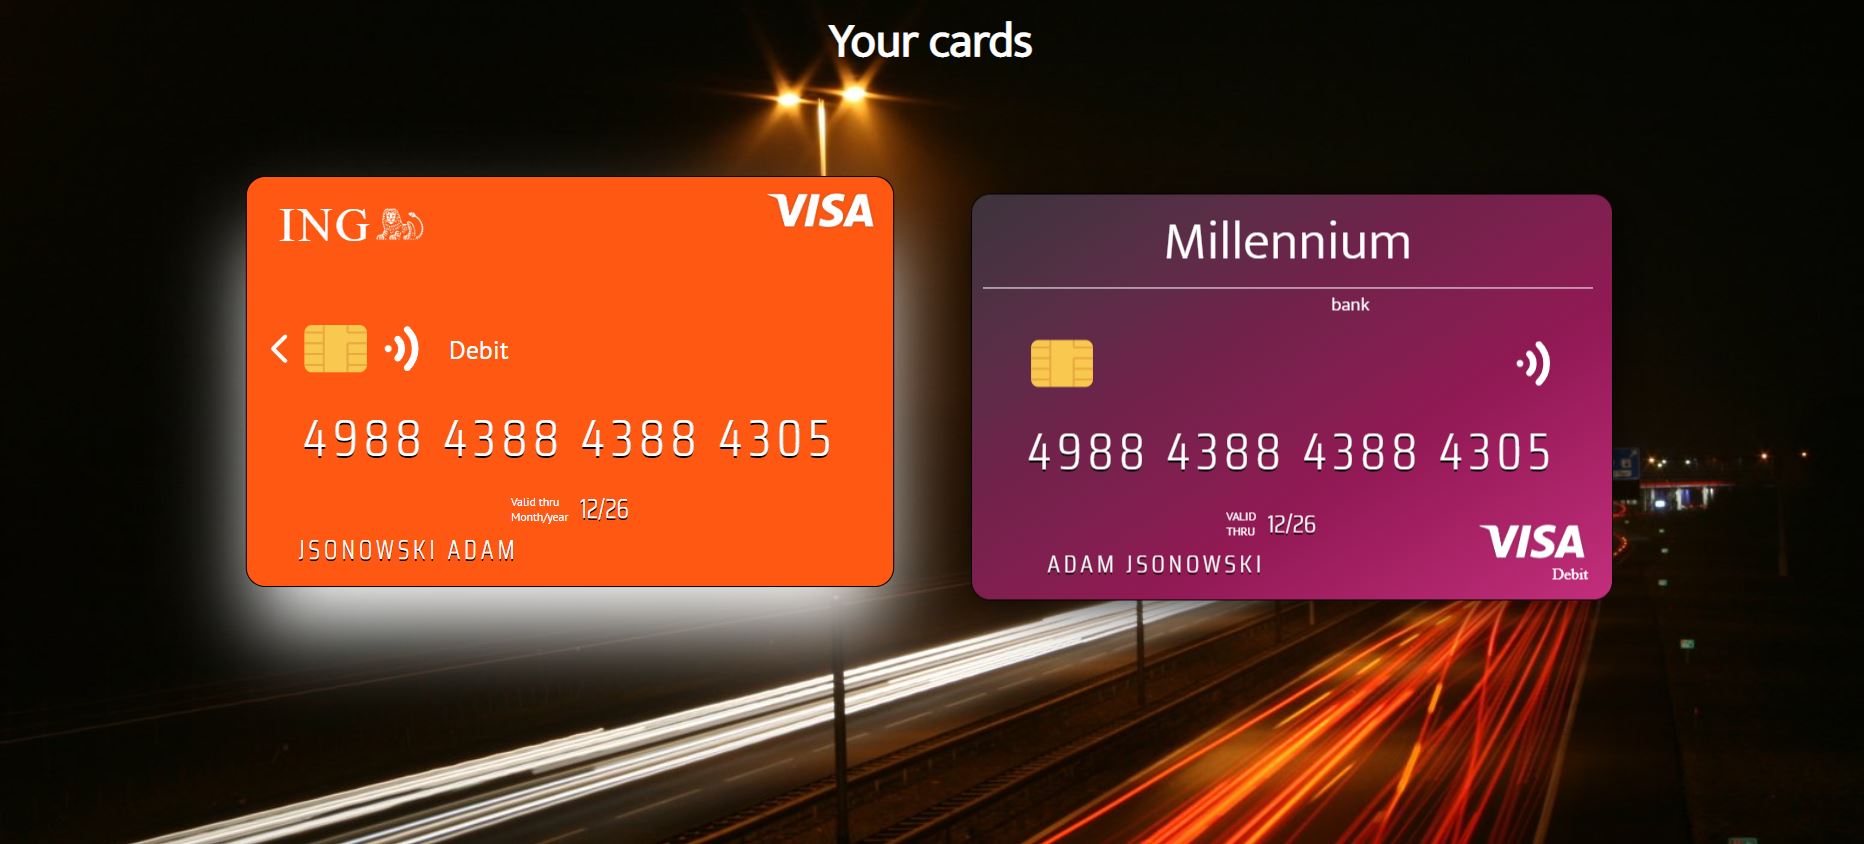 Your cards
ING
VISA
Debit
4988 4388 4388 4305
Valid thru
Month/year
12/26
JSONOWSKI ADAM
Millennium
bank
4988 4388 4388 4305
VALID
THRU
12/26
ADAM JSONOWSKI
VISA
Debit